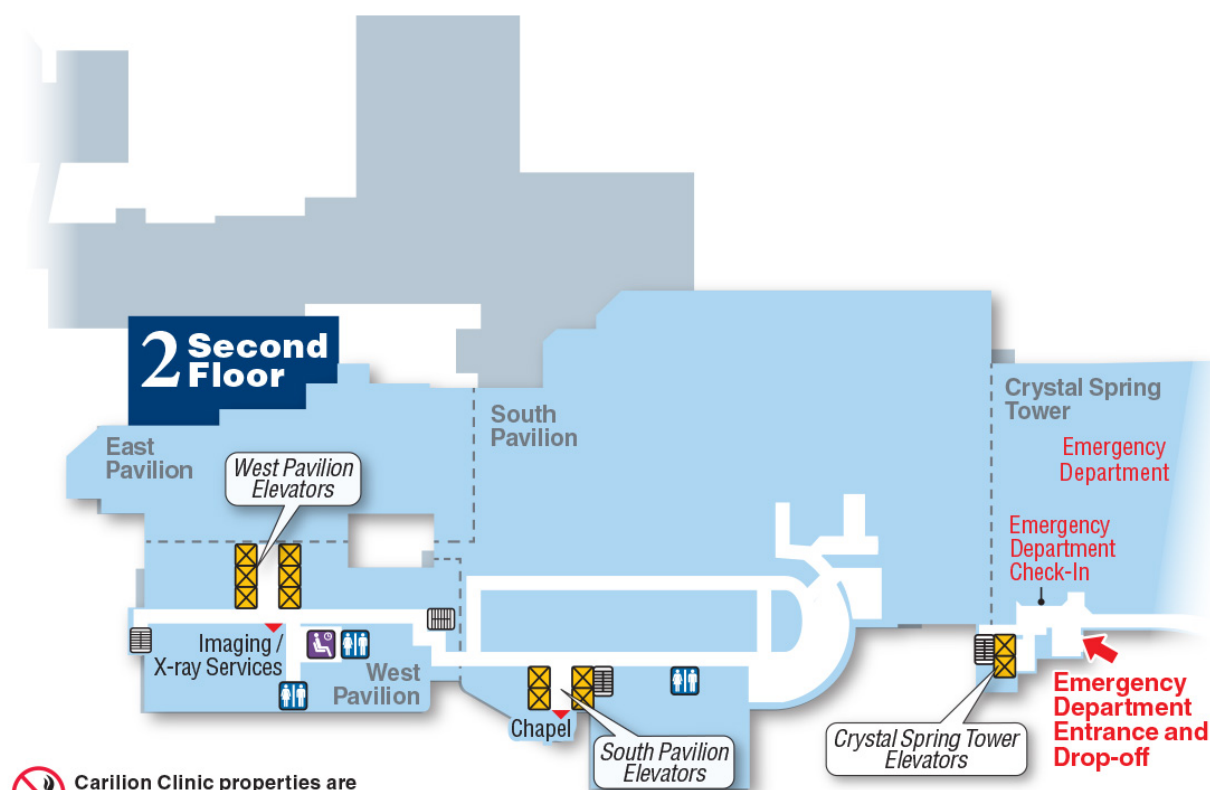 2 Second
Floor
East
Pavilion
West Pavilion
Elevators
South
Pavilion
Crystal Spring
Tower
Emergency
Department
Emergency
Department
Check-In
Imaging /
X-ray Services
West
Pavilion
Chapel
South Pavilion
Elevators
Crystal Spring Tower
Elevators
Emergency
Department
Entrance and
Drop-off
Carilion Clinic properties are